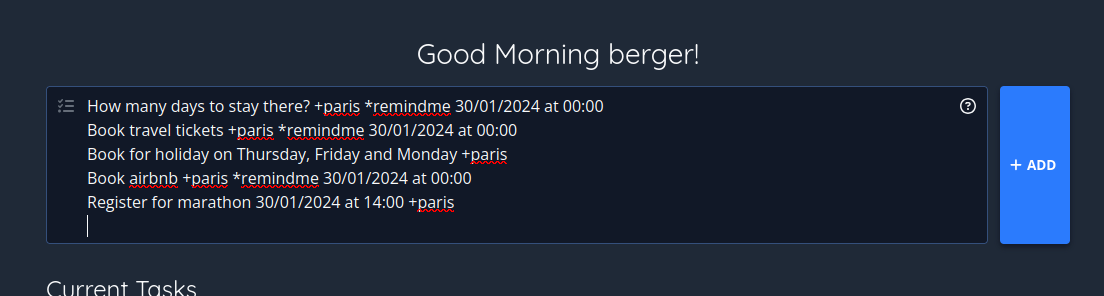 Good Morning berger!
How many days to stay there? +paris *remindme 30/01/2024 at 00:00
Book travel tickets +paris *remindme 30/01/2024 at 00:00
Book for holiday on Thursday, Friday and Monday +paris
Book airbnb +paris *remindme 30/01/2024 at 00:00
Register for marathon 30/01/2024 at 14:00 +paris
+ ADD
Current Tasks